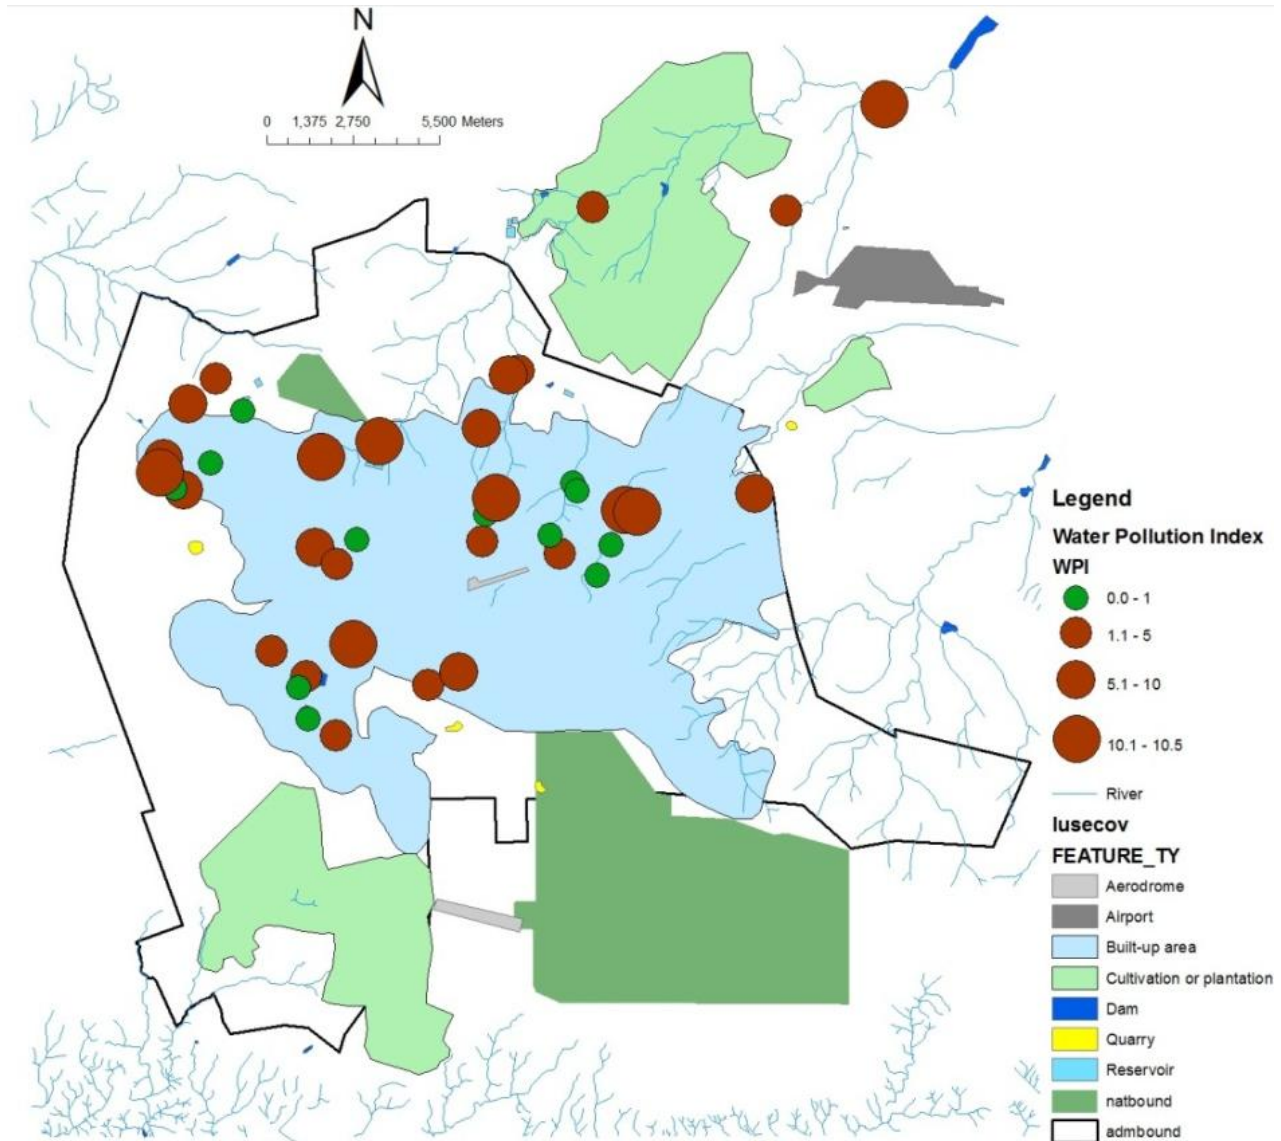 N
0 1,375 2,750 5,500 Meters
Legend
Water Pollution Index
WPI
0.0 - 1
1.1 - 5
5.1 - 10
10.1 - 10.5
River
lusecov
FEATURE_TY
Aerodrome
Airport
Built-up area
Cultivation or plantation
Dam
Quarry
Reservoir
natbound
admbound